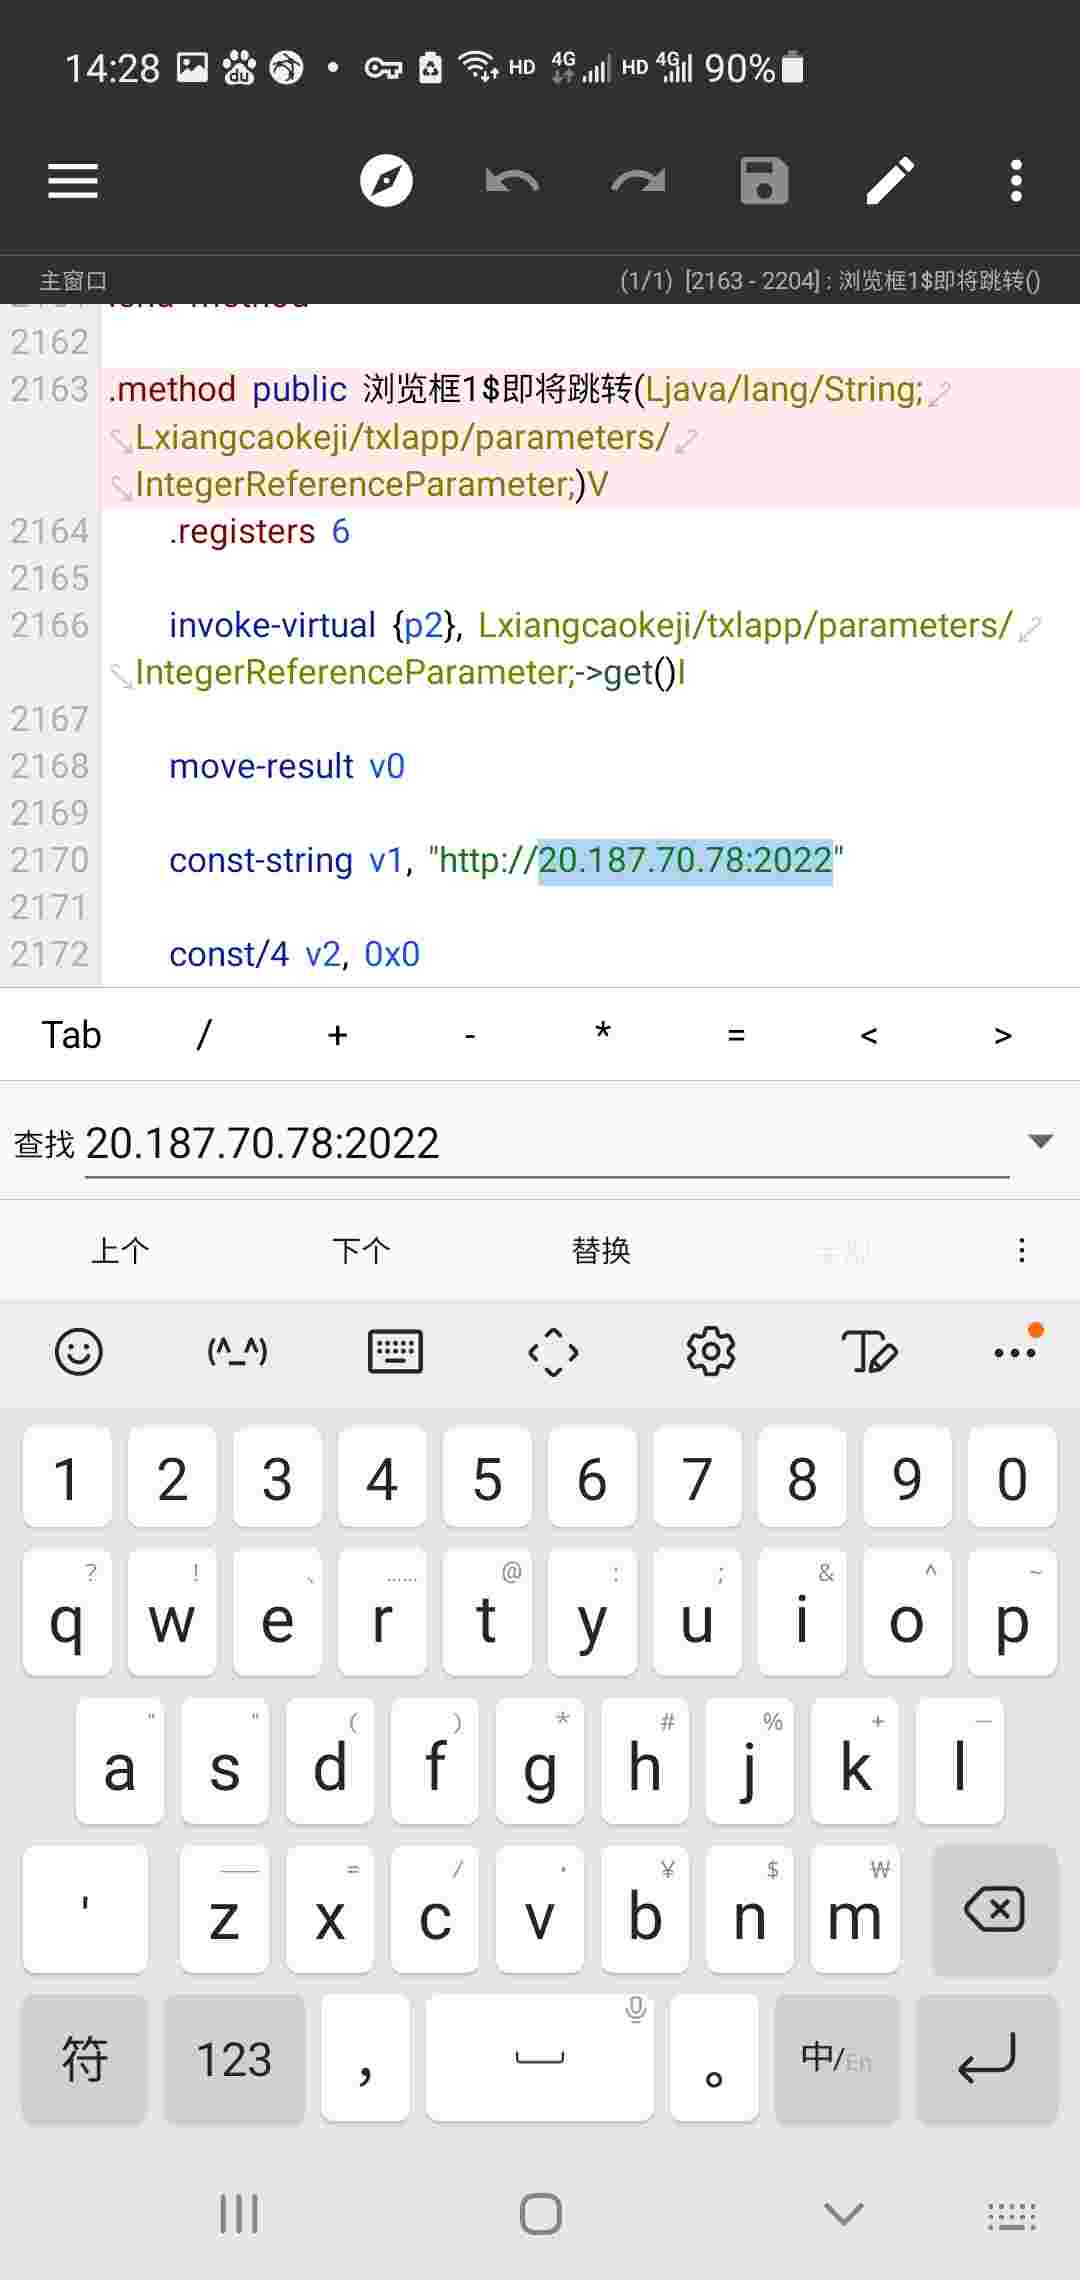 14:28 du HD 4G HD 4G 90%
主窗口 (1/1) [2163 - 2204] : 浏览框1$即将跳转()
.end method
2162
2163 .method public 浏览框1$即将跳转(Ljava/lang/String;
Lxiangcaokeji/txlapp/parameters/
IntegerReferenceParameter;)V
2164 .registers 6
2165
2166 invoke-virtual {p2}, Lxiangcaokeji/txlapp/parameters/
IntegerReferenceParameter;->get()I
2167
2168 move-result v0
2169
2170 const-string v1, "http://20.187.70.78:2022"
2171
2172 const/4 v2, 0x0
Tab / + - * = < >
查找 20.187.70.78:2022
上个 下个 替换
(^_^)
1 2 3 4 5 6 7 8 9 0
? ! 、 …… @ : ; & ^ ~
q w e r t y u i o p
" " ( ) * # % + —
a s d f g h j k l
—— = / · ¥ $ ₩
' z x c v b n m
符 123 , 。 中/En